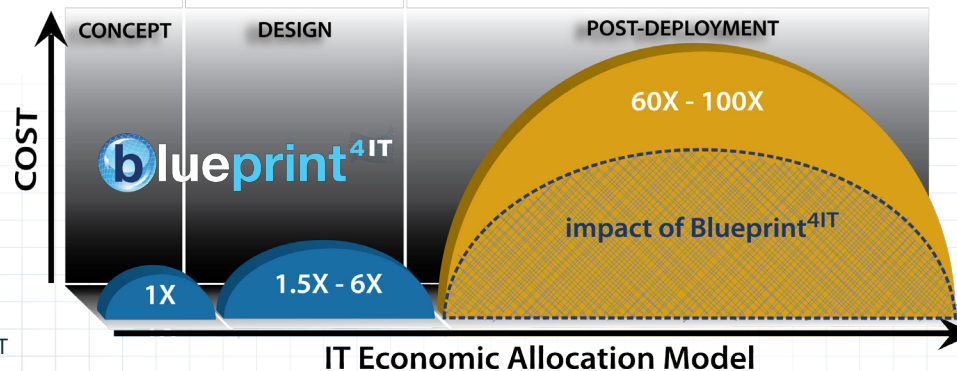 CONCEPT
DESIGN
POST-DEPLOYMENT
COST
blueprint4IT
60X - 100X
impact of Blueprint4IT
1X
1.5X - 6X
T
IT Economic Allocation Model